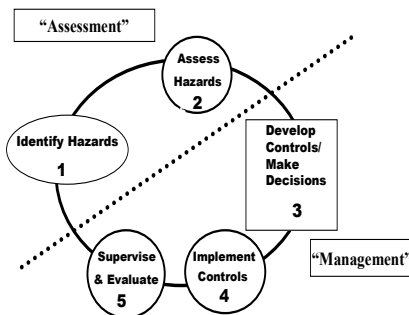 “Assessment”
Assess
Hazards
2
Identify Hazards
1
Develop
Controls/
Make
Decisions
3
Supervise
& Evaluate
5
Implement
Controls
4
“Management”